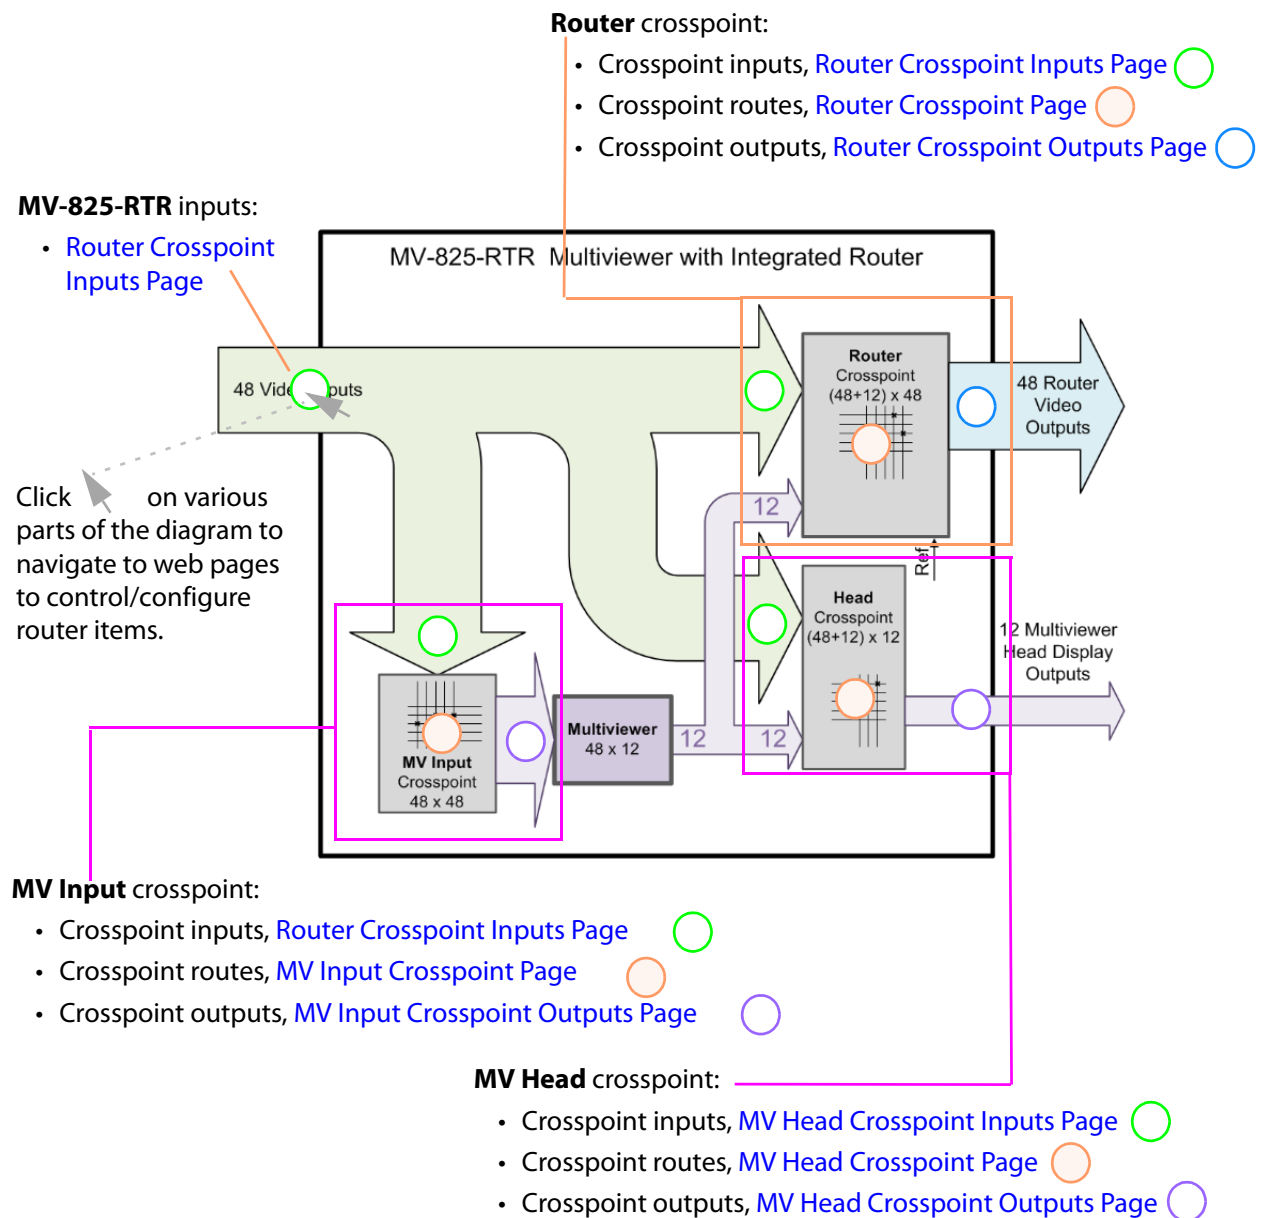 Router crosspoint:
• Crosspoint inputs, Router Crosspoint Inputs Page
• Crosspoint routes, Router Crosspoint Page
• Crosspoint outputs, Router Crosspoint Outputs Page
MV-825-RTR inputs:
• Router Crosspoint
Inputs Page
MV-825-RTR Multiviewer with Integrated Router
48 Vide puts
Router
Crosspoint
(48+12) x 48
48 Router
Video
Outputs
Click on various
parts of the diagram to
navigate to web pages
to control/configure
router items.
12
Ref
Head
Crosspoint
(48+12) x 12
12 Multiviewer
Head Display
Outputs
MV Input
Crosspoint
48 x 48
Multiviewer
48 x 12
12
12
MV Input crosspoint:
• Crosspoint inputs, Router Crosspoint Inputs Page
• Crosspoint routes, MV Input Crosspoint Page
• Crosspoint outputs, MV Input Crosspoint Outputs Page
MV Head crosspoint:
• Crosspoint inputs, MV Head Crosspoint Inputs Page
• Crosspoint routes, MV Head Crosspoint Page
• Crosspoint outputs, MV Head Crosspoint Outputs Page